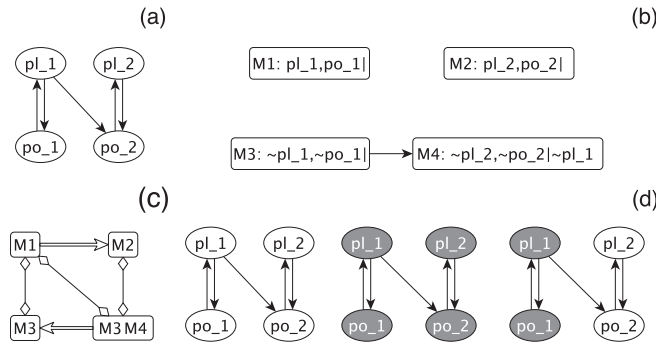 (a)
pl_1 pl_2
po_1 po_2
(b)
M1: pl_1,po_1|
M2: pl_2,po_2|
M3: ~pl_1,~po_1|
M4: ~pl_2,~po_2|~pl_1
(c)
M1 M2
M3 M3 M4
(d)
pl_1 pl_2 pl_1 pl_2 pl_1 pl_2
po_1 po_2 po_1 po_2 po_1 po_2